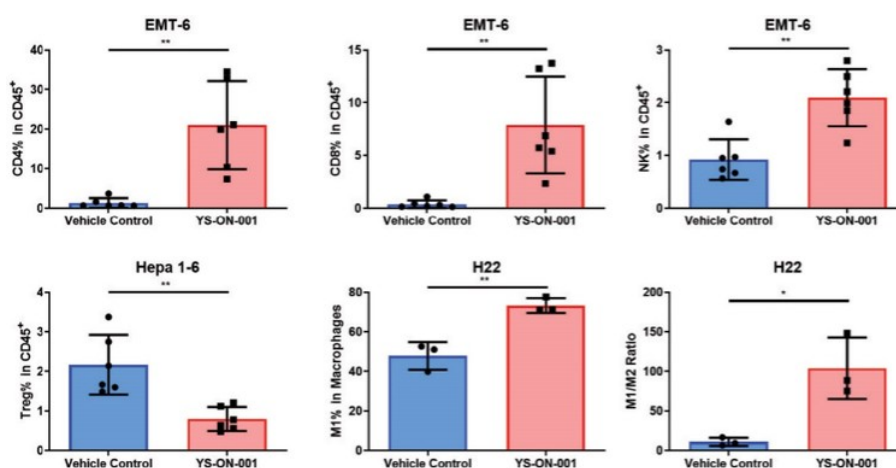 EMT-6
**
CD4% In CD45+
40
30
20
10
0
Vehicle Control YS-ON-001
EMT-6
**
CD8% In CD45+
15
10
5
0
Vehicle Control YS-ON-001
EMT-6
**
NK% In CD45+
3
2
1
0
Vehicle Control YS-ON-001
Hepa 1-6
**
Treg% In CD45+
4
3
2
1
0
Vehicle Control YS-ON-001
H22
**
M1% in Macrophages
80
60
40
20
0
Vehicle Control YS-ON-001
H22
*
M1/M2 Ratio
200
150
100
50
0
Vehicle Control YS-ON-001